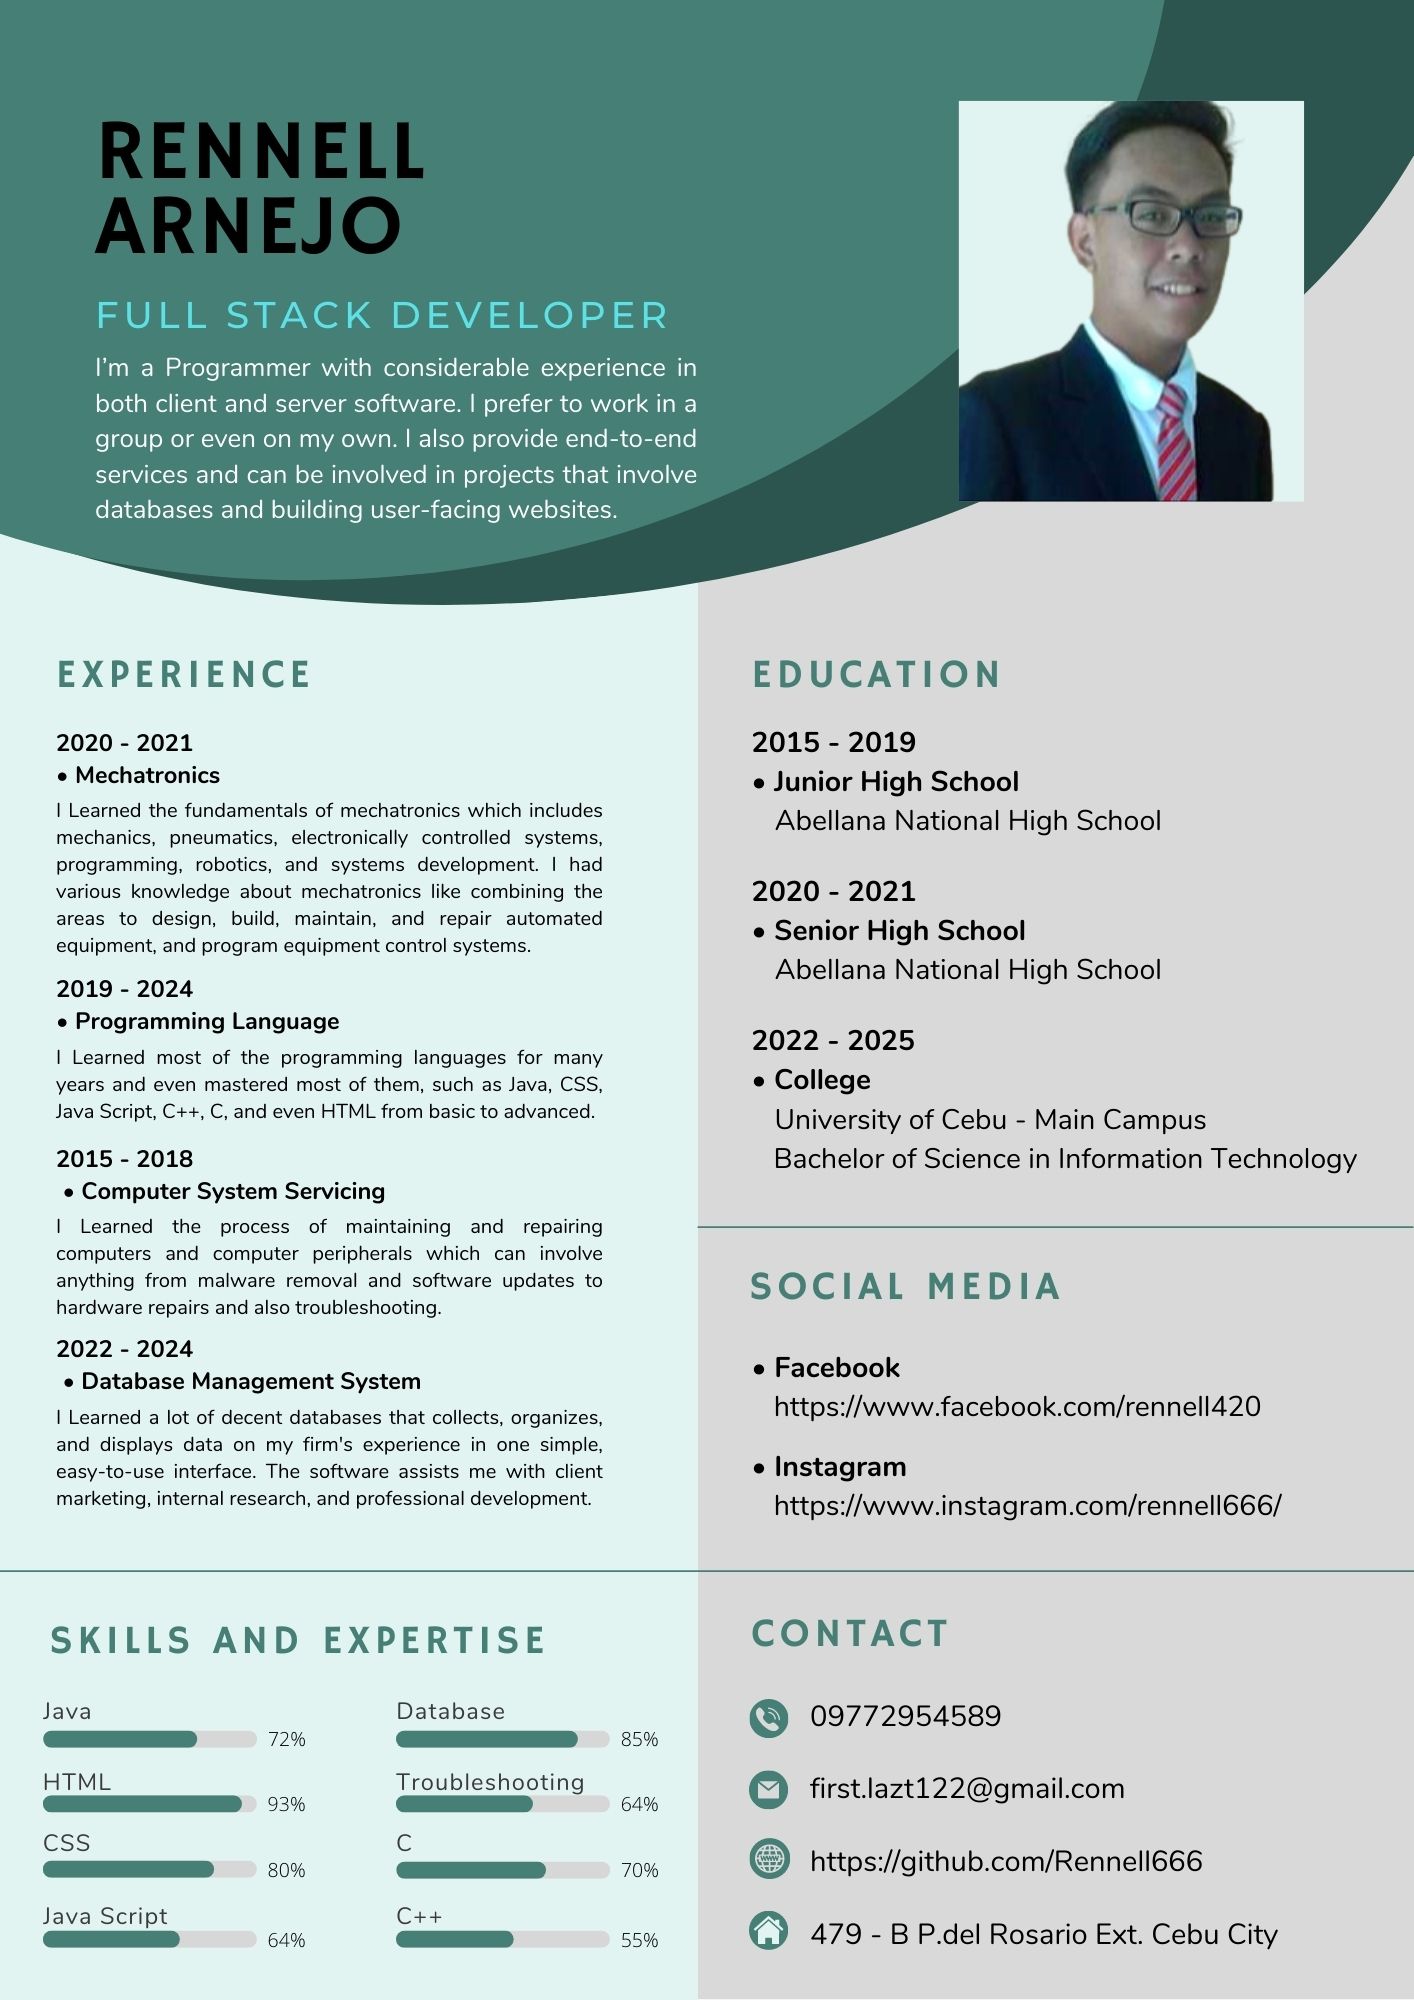 RENNELL
ARNEJO
FULL STACK DEVELOPER
I’m a Programmer with considerable experience in
both client and server software. I prefer to work in a
group or even on my own. I also provide end-to-end
services and can be involved in projects that involve
databases and building user-facing websites.
EXPERIENCE
2020 - 2021
• Mechatronics
I Learned the fundamentals of mechatronics which includes
mechanics, pneumatics, electronically controlled systems,
programming, robotics, and systems development. I had
various knowledge about mechatronics like combining the
areas to design, build, maintain, and repair automated
equipment, and program equipment control systems.
2019 - 2024
• Programming Language
I Learned most of the programming languages for many
years and even mastered most of them, such as Java, CSS,
Java Script, C++, C, and even HTML from basic to advanced.
2015 - 2018
• Computer System Servicing
I Learned the process of maintaining and repairing
computers and computer peripherals which can involve
anything from malware removal and software updates to
hardware repairs and also troubleshooting.
2022 - 2024
• Database Management System
I Learned a lot of decent databases that collects, organizes,
and displays data on my firm's experience in one simple,
easy-to-use interface. The software assists me with client
marketing, internal research, and professional development.
EDUCATION
2015 - 2019
• Junior High School
Abellana National High School
2020 - 2021
• Senior High School
Abellana National High School
2022 - 2025
• College
University of Cebu - Main Campus
Bachelor of Science in Information Technology
SOCIAL MEDIA
• Facebook
https://www.facebook.com/rennell420
• Instagram
https://www.instagram.com/rennell666/
SKILLS AND EXPERTISE
Java
72%
HTML
93%
CSS
80%
Java Script
64%
Database
85%
Troubleshooting
64%
C
70%
C++
55%
CONTACT
09772954589
first.lazt122@gmail.com
https://github.com/Rennell666
479 - B P.del Rosario Ext. Cebu City